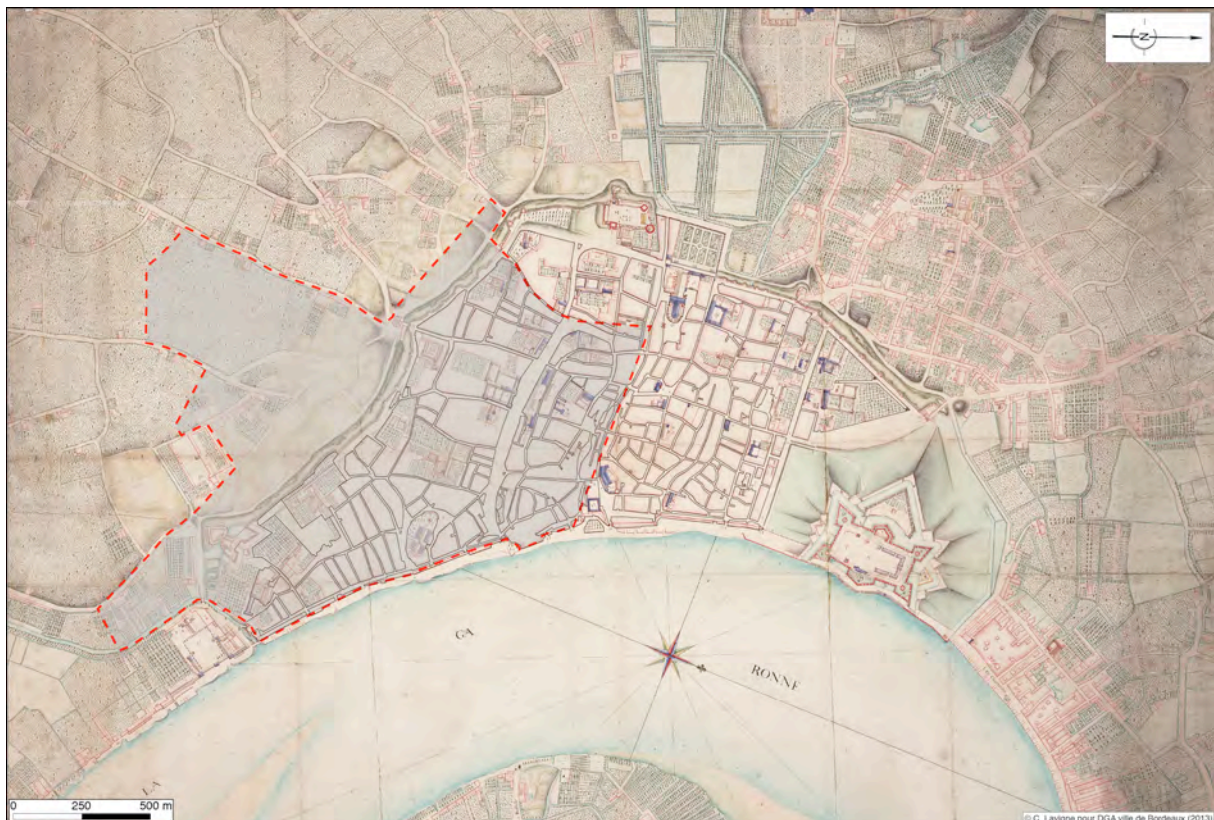 N
GA
RONNE
LA
0 250 500 m
© C. Lavigne pour DGA ville de Bordeaux (2013)